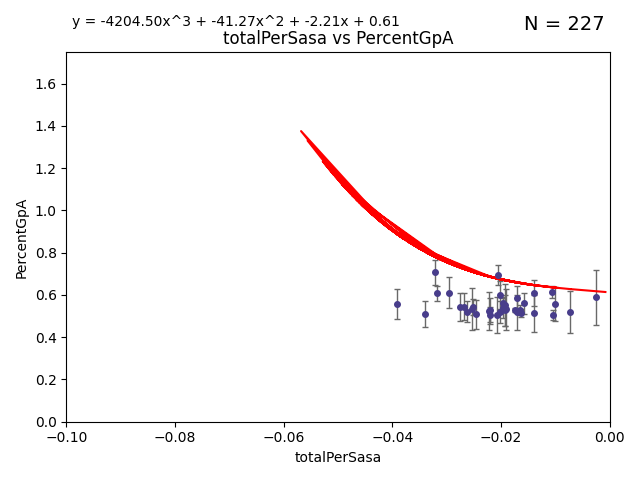 y = -4204.50x^3 + -41.27x^2 + -2.21x + 0.61
N = 227
totalPerSasa vs PercentGpA
1.6
1.4
1.2
1.0
0.8
0.6
0.4
0.2
0.0
PercentGpA
−0.10 −0.08 −0.06 −0.04 −0.02 0.00
totalPerSasa